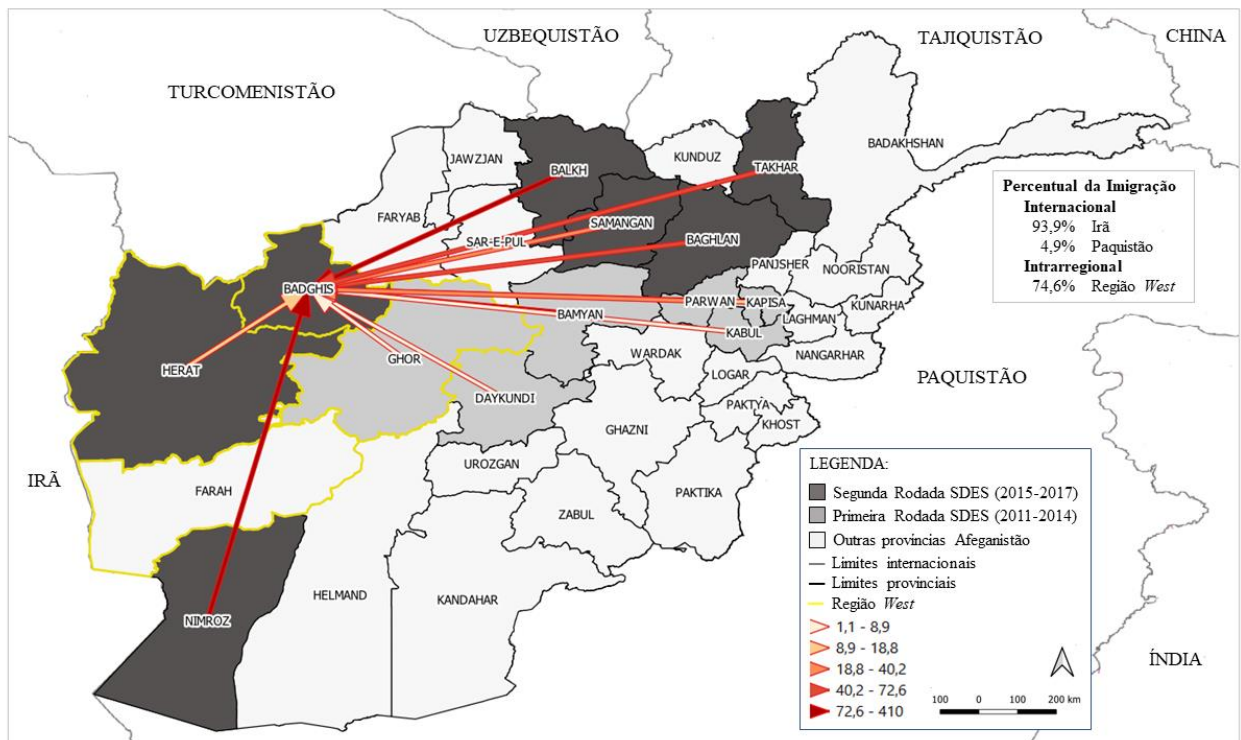 UZBEQUISTÃO
TAJIQUISTÃO
CHINA
TURCOMENISTÃO
JAWZJAN
BALKH
KUNDUZ
TAKHAR
BADAKHSHAN
FARYAB
SAR-E-PUL
SAMANGAN
BAGHLAN
PANJSHER
NOORISTAN
BADGHIS
PARWAN
KAPISA
KUNARHA
LAGHMAN
BAMYAN
KABUL
NANGARHAR
HERAT
GHOR
WARDAK
LOGAR
DAYKUNDI
PAKTYA
KHOST
GHAZNI
UROZGAN
PAKTIKA
ZABUL
IRÃ
FARAH
NIMROZ
HELMAND
KANDAHAR
PAQUISTÃO
ÍNDIA
Percentual da Imigração
Internacional
93,9% Irã
4,9% Paquistão
Intrarregional
74,6% Região West
LEGENDA:
Segunda Rodada SDES (2015-2017)
Primeira Rodada SDES (2011-2014)
Outras provincias Afeganistão
Limites internacionais
Limites provinciais
Região West
1,1 - 8,9
8,9 - 18,8
18,8 - 40,2
40,2 - 72,6
72,6 - 410
100 0 100 200 km